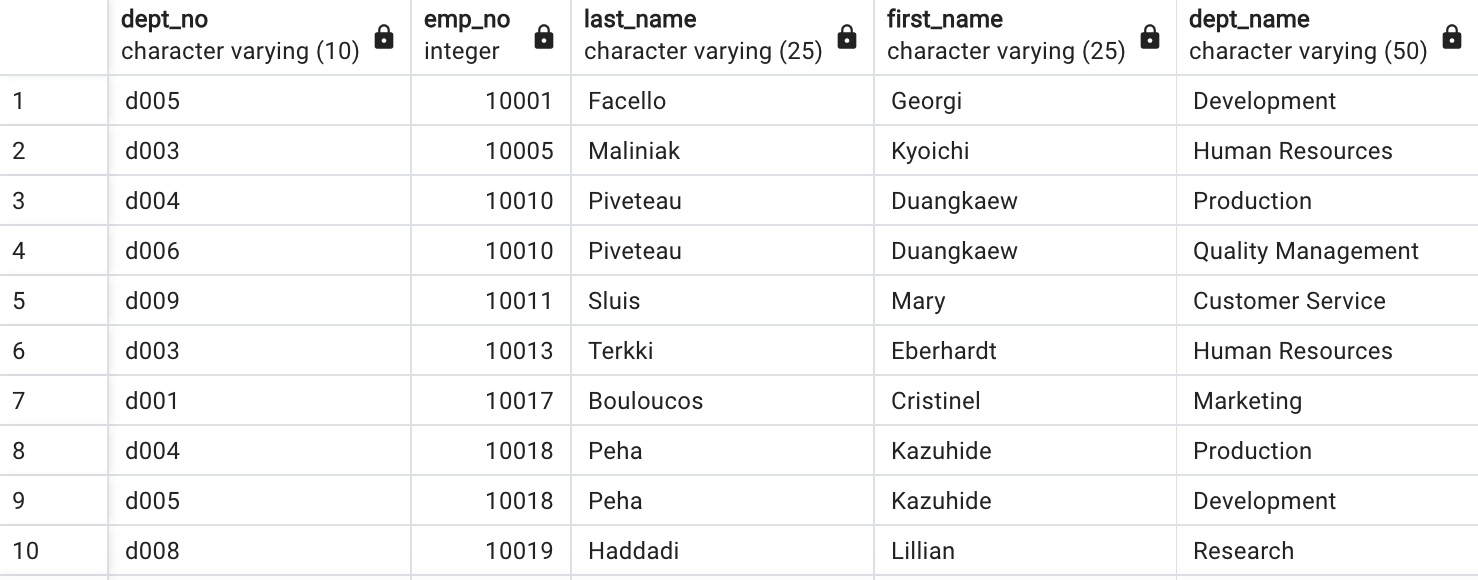 dept_no emp_no last_name first_name dept_name
character varying (10) integer character varying (25) character varying (25) character varying (50)
1 d005 10001 Facello Georgi Development
2 d003 10005 Maliniak Kyoichi Human Resources
3 d004 10010 Piveteau Duangkaew Production
4 d006 10010 Piveteau Duangkaew Quality Management
5 d009 10011 Sluis Mary Customer Service
6 d003 10013 Terkki Eberhardt Human Resources
7 d001 10017 Bouloucos Cristinel Marketing
8 d004 10018 Peha Kazuhide Production
9 d005 10018 Peha Kazuhide Development
10 d008 10019 Haddadi Lillian Research